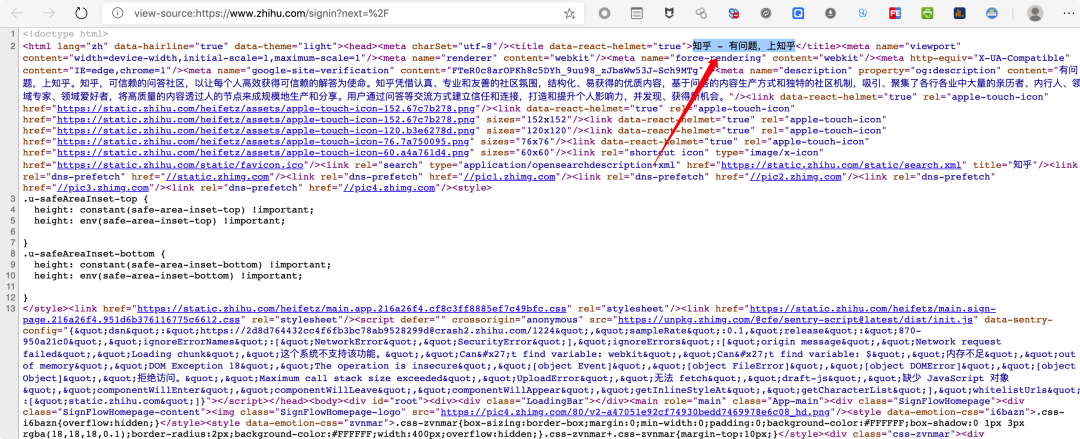 view-source:https://www.zhihu.com/signin?next=%2F
1 <!doctype html>
2 <html lang="zh" data-hairline="true" data-theme="light"><head><meta charSet="utf-8"/><title data-react-helmet="true">知乎 - 有问题，上知乎</title><meta name="viewport"
content="width=device-width,initial-scale=1,maximum-scale=1"/><meta name="renderer" content="webkit"/><meta name="force-rendering" content="webkit"/><meta http-equiv="X-UA-Compatible"
content="IE=edge,chrome=1"/><meta name="google-site-verification" content="FTeR0c8arOPKh8c5DYh_9uu98_zJbaWw53J-Sch9MTg"/><meta name="description" property="og:description" content="有问
题，上知乎。知乎，可信赖的问答社区，以让每个人高效获得可信赖的解答为使命。知乎凭借认真、专业和友善的社区氛围，结构化、易获得的优质内容，基于问答的内容生产方式和独特的社区机制，吸引、聚集了各行各业中大量的亲历者、内行人、领
域专家、领域爱好者，将高质量的内容透过人的节点来成规模地生产和分享。用户通过问答等交流方式建立信任和连接，打造和提升个人影响力，并发现、获得新机会。"/><link data-react-helmet="true" rel="apple-touch-icon"
href="https://static.zhihu.com/heifetz/assets/apple-touch-icon-152.67c7b278.png"/><link data-react-helmet="true" rel="apple-touch-icon"
href="https://static.zhihu.com/heifetz/assets/apple-touch-icon-152.67c7b278.png" sizes="152x152"/><link data-react-helmet="true" rel="apple-touch-icon"
href="https://static.zhihu.com/heifetz/assets/apple-touch-icon-120.b3e6278d.png" sizes="120x120"/><link data-react-helmet="true" rel="apple-touch-icon"
href="https://static.zhihu.com/heifetz/assets/apple-touch-icon-76.7a750095.png" sizes="76x76"/><link data-react-helmet="true" rel="apple-touch-icon"
href="https://static.zhihu.com/heifetz/assets/apple-touch-icon-60.a4a761d4.png" sizes="60x60"/><link rel="shortcut icon" type="image/x-icon"
href="https://static.zhihu.com/static/favicon.ico"/><link rel="search" type="application/opensearchdescription+xml" href="https://static.zhihu.com/static/search.xml" title="知乎"/><link
rel="dns-prefetch" href="//static.zhimg.com"/><link rel="dns-prefetch" href="//pic1.zhimg.com"/><link rel="dns-prefetch" href="//pic2.zhimg.com"/><link rel="dns-prefetch"
href="//pic3.zhimg.com"/><link rel="dns-prefetch" href="//pic4.zhimg.com"/><style>
3 .u-safeAreaInset-top {
4 height: constant(safe-area-inset-top) !important;
5 height: env(safe-area-inset-top) !important;
6
7 }
8 .u-safeAreaInset-bottom {
9 height: constant(safe-area-inset-bottom) !important;
10 height: env(safe-area-inset-bottom) !important;
11
12 }
13 </style><link href="https://static.zhihu.com/heifetz/main.app.216a26f4.cf8c3ff8885ef7c49bfc.css" rel="stylesheet"/><link href="https://static.zhihu.com/heifetz/main.sign-
page.216a26f4.951d6b376116775c6612.css" rel="stylesheet"/><script defer="" crossorigin="anonymous" src="https://unpkg.zhimg.com/@cfe/sentry-script@latest/dist/init.js" data-sentry-
config="{&quot;dsn&quot;:&quot;https://2d8d764432cc4f6fb3bc78ab9528299d@crash2.zhihu.com/1224&quot;,&quot;sampleRate&quot;:0.1,&quot;release&quot;:&quot;870-
950a21c0&quot;,&quot;ignoreErrorNames&quot;:[&quot;NetworkError&quot;,&quot;SecurityError&quot;],&quot;ignoreErrors&quot;:[&quot;origin message&quot;,&quot;Network request
failed&quot;,&quot;Loading chunk&quot;,&quot;这个系统不支持该功能。&quot;,&quot;Can&#x27;t find variable: webkit&quot;,&quot;Can&#x27;t find variable: $&quot;,&quot;内存不足&quot;,&quot;out
of memory&quot;,&quot;DOM Exception 18&quot;,&quot;The operation is insecure&quot;,&quot;[object Event]&quot;,&quot;[object FileError]&quot;,&quot;[object DOMError]&quot;,&quot;[object
Object]&quot;,&quot;拒绝访问。&quot;,&quot;Maximum call stack size exceeded&quot;,&quot;UploadError&quot;,&quot;无法 fetch&quot;,&quot;draft-js&quot;,&quot;缺少 JavaScript 对象
&quot;,&quot;componentWillEnter&quot;,&quot;componentWillLeave&quot;,&quot;componentWillAppear&quot;,&quot;getInlineStyleAt&quot;,&quot;getCharacterList&quot;],&quot;whitelistUrls&quot;
:[&quot;static.zhihu.com&quot;]}"></script></head><body><div id="root"><div><div class="LoadingBar"></div><main role="main" class="App-main"><div class="SignFlowHomepage"><div
class="SignFlowHomepage-content"><img class="SignFlowHomepage-logo" src="https://pic4.zhimg.com/80/v2-a47051e92cf74930bedd7469978e6c08_hd.png"/><style data-emotion-css="i6bazn">.css-
i6bazn{overflow:hidden;}</style><style data-emotion-css="zvnmar">.css-zvnmar{box-sizing:border-box;margin:0;min-width:0;padding:0;background-color:#FFFFFF;box-shadow:0 1px 3px
rgba(18,18,18,0.1);border-radius:2px;background-color:#FFFFFF;width:400px;overflow:hidden;}.css-zvnmar+.css-zvnmar{margin-top:10px;}</style><div class="css-zvnmar"><div